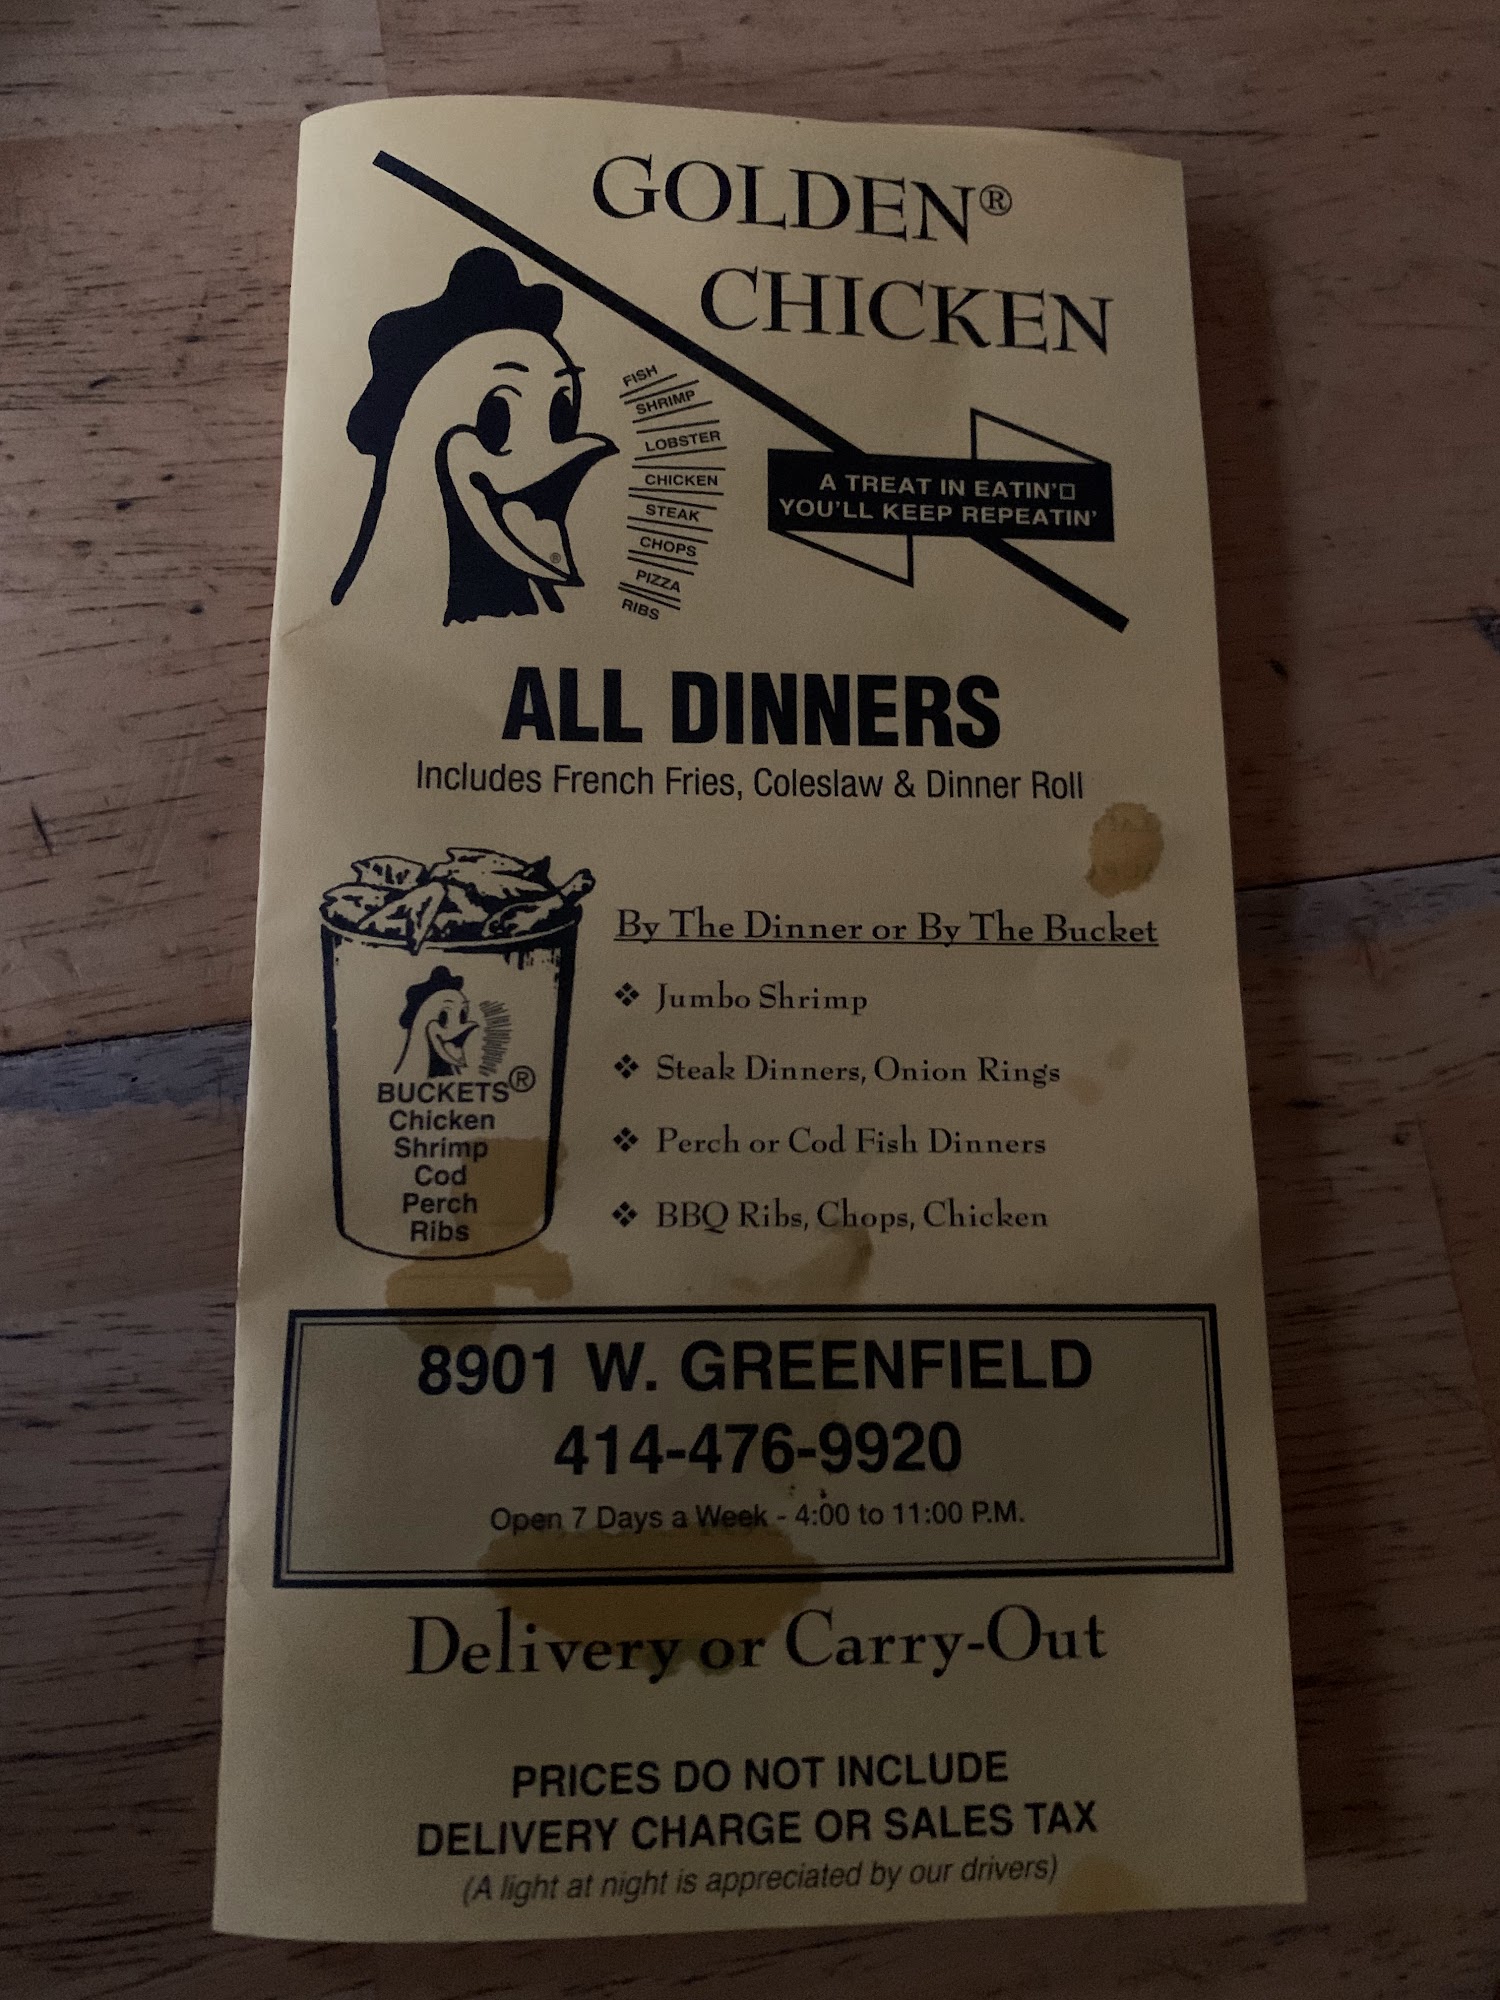 GOLDEN®
CHICKEN
FISH
SHRIMP
LOBSTER
CHICKEN
STEAK
CHOPS
PIZZA
RIBS
®
A TREAT IN EATIN'□
YOU'LL KEEP REPEATIN'
ALL DINNERS
Includes French Fries, Coleslaw & Dinner Roll
BUCKETS®
Chicken
Shrimp
Cod
Perch
Ribs
By The Dinner or By The Bucket
❖ Jumbo Shrimp
❖ Steak Dinners, Onion Rings
❖ Perch or Cod Fish Dinners
❖ BBQ Ribs, Chops, Chicken
8901 W. GREENFIELD
414-476-9920
Open 7 Days a Week - 4:00 to 11:00 P.M.
Delivery or Carry-Out
PRICES DO NOT INCLUDE
DELIVERY CHARGE OR SALES TAX
(A light at night is appreciated by our drivers)